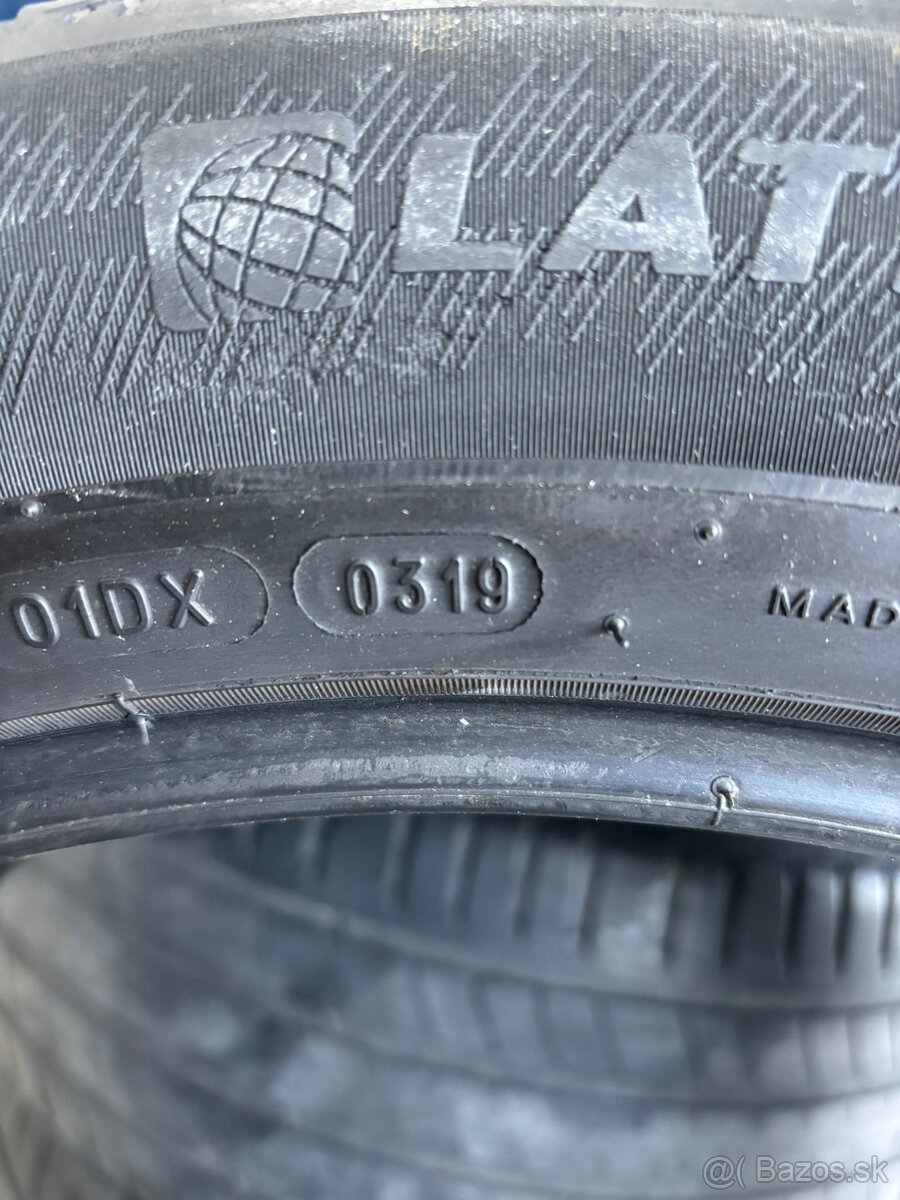 LAT
01DX 0319 MAD
@( Bazos.sk